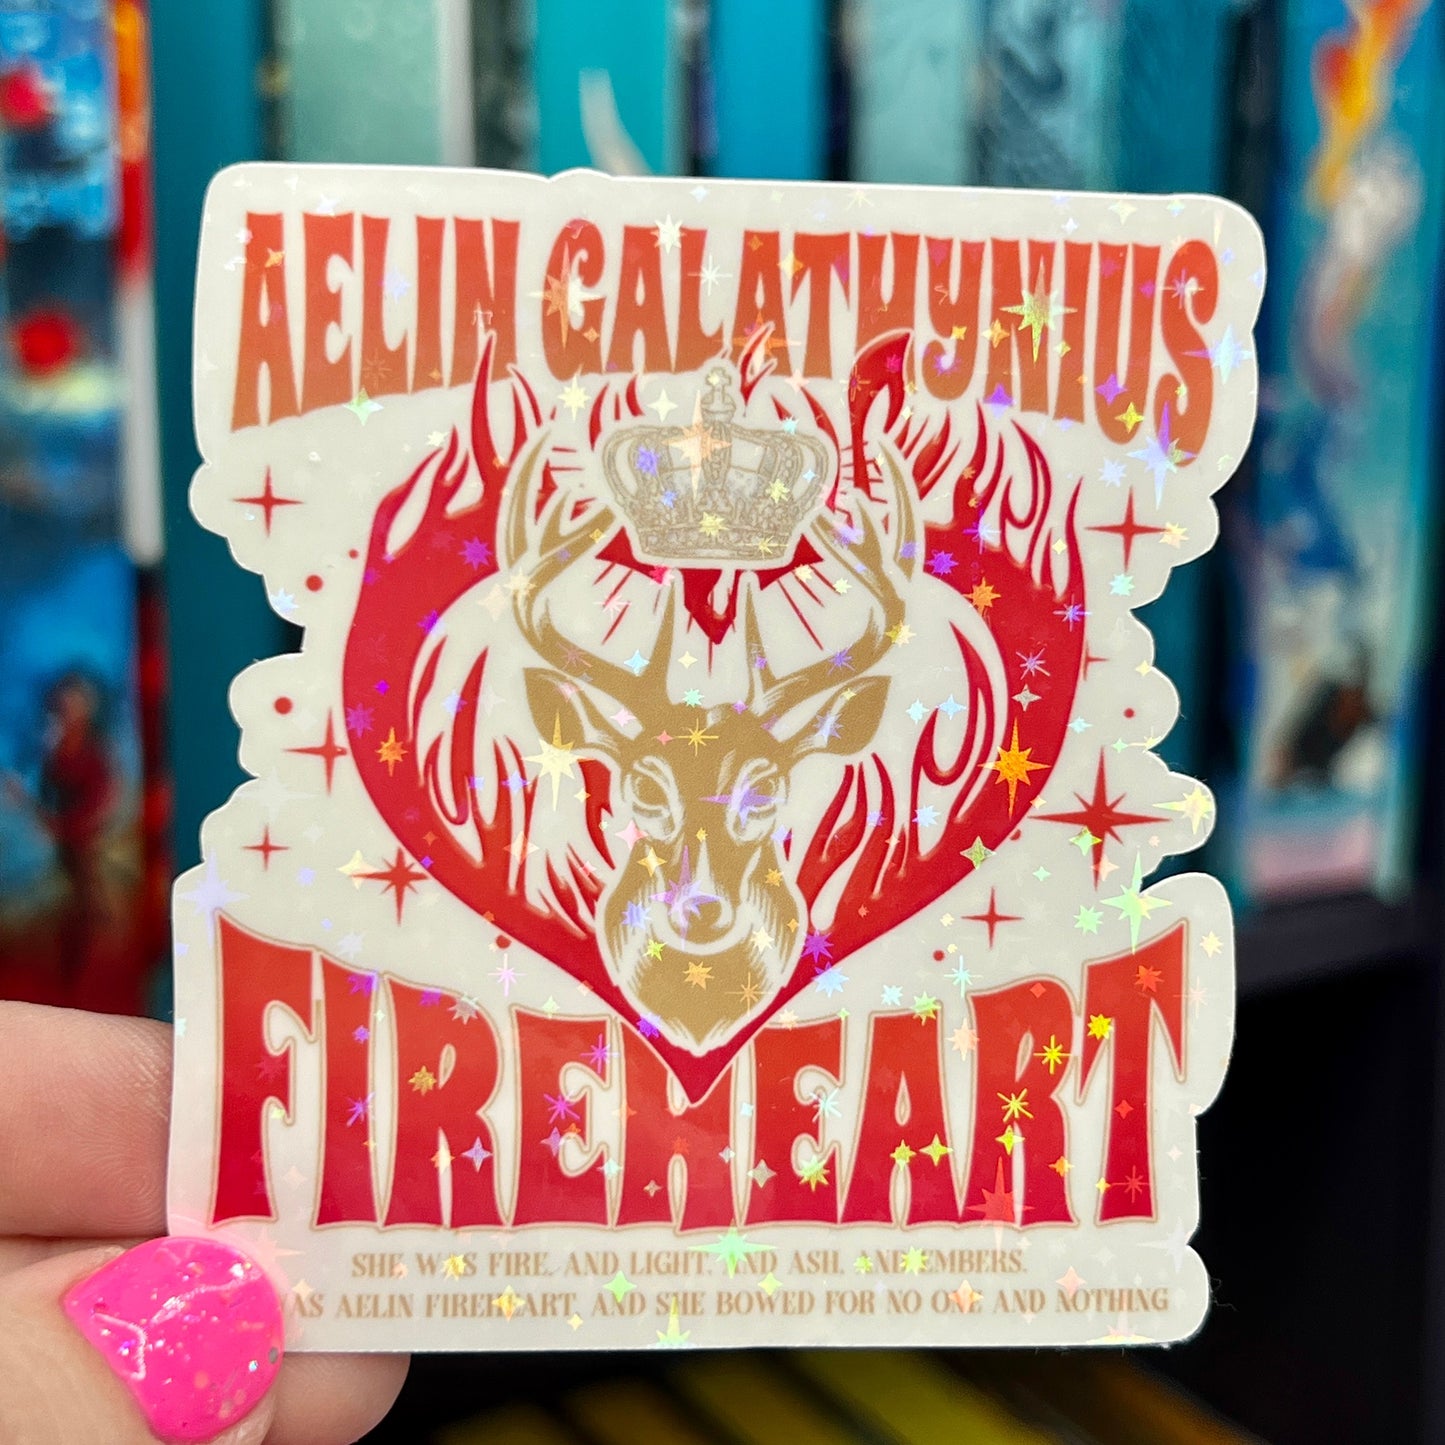 AELIN GALATHYNIUS
FIREHEART
SHE WAS FIRE, AND LIGHT, AND ASH, AND EMBERS.
AELIN FIREHEART, AND SHE BOWED FOR NO ONE AND NOTHING